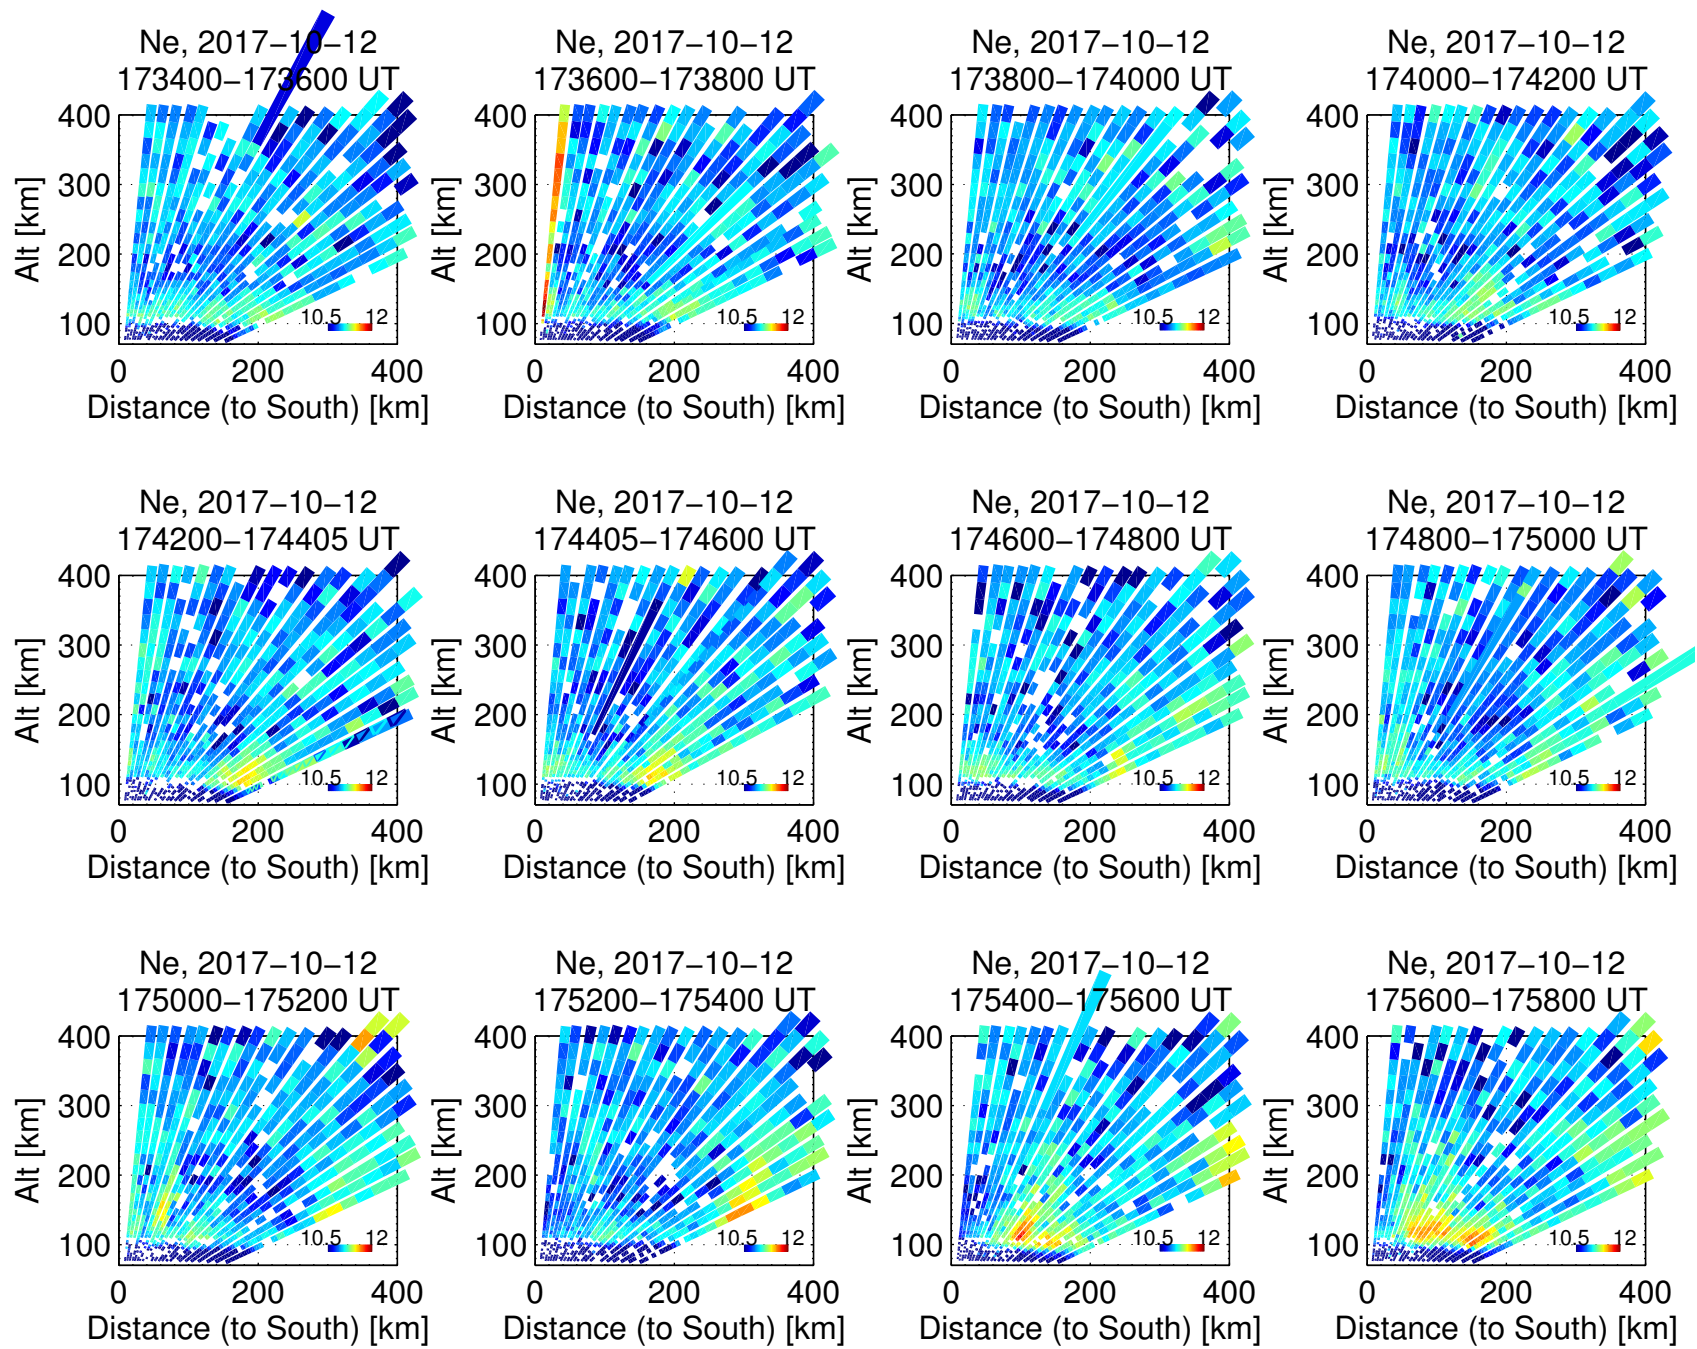 Ne, 2017−10−12 Ne, 2017−10−12 Ne, 2017−10−12 Ne, 2017−10−12
173400−173600 UT 173600−173800 UT 173800−174000 UT 174000−174200 UT
400 400 400 400
300 300 300 300
Alt [km] Alt [km] Alt [km] Alt [km]
200 200 200 200
10.5 12 10.5 12 10.5 12 10.5 12
100 100 100 100
0 200 400 0 200 400 0 200 400 0 200 400
Distance (to South) [km] Distance (to South) [km] Distance (to South) [km] Distance (to South) [km]
Ne, 2017−10−12 Ne, 2017−10−12 Ne, 2017−10−12 Ne, 2017−10−12
174200−174405 UT 174405−174600 UT 174600−174800 UT 174800−175000 UT
400 400 400 400
300 300 300 300
Alt [km] Alt [km] Alt [km] Alt [km]
200 200 200 200
10.5 12 10.5 12 10.5 12 10.5 12
100 100 100 100
0 200 400 0 200 400 0 200 400 0 200 400
Distance (to South) [km] Distance (to South) [km] Distance (to South) [km] Distance (to South) [km]
Ne, 2017−10−12 Ne, 2017−10−12 Ne, 2017−10−12 Ne, 2017−10−12
175000−175200 UT 175200−175400 UT 175400−175600 UT 175600−175800 UT
400 400 400 400
300 300 300 300
Alt [km] Alt [km] Alt [km] Alt [km]
200 200 200 200
10.5 12 10.5 12 10.5 12 10.5 12
100 100 100 100
0 200 400 0 200 400 0 200 400 0 200 400
Distance (to South) [km] Distance (to South) [km] Distance (to South) [km] Distance (to South) [km]